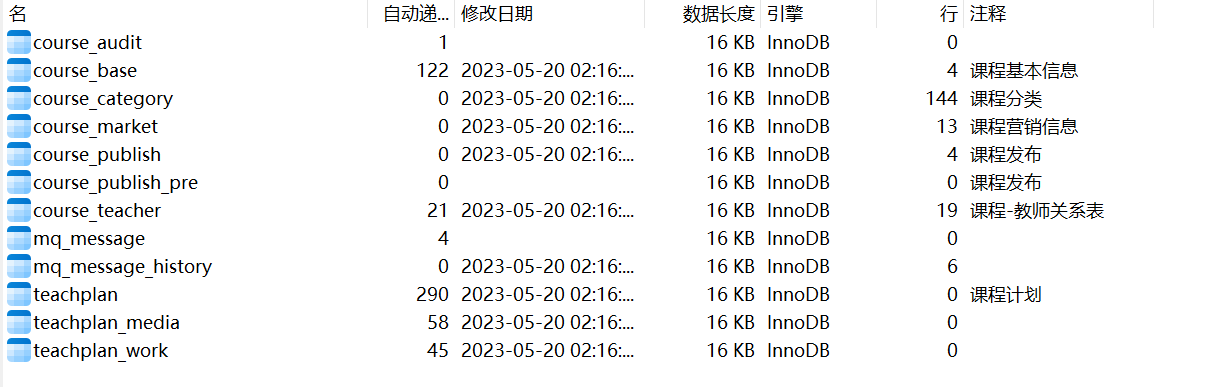 名 自动递... 修改日期 数据长度 引擎 行 注释
course_audit 1 16 KB InnoDB 0
course_base 122 2023-05-20 02:16:... 16 KB InnoDB 4 课程基本信息
course_category 0 2023-05-20 02:16:... 16 KB InnoDB 144 课程分类
course_market 0 2023-05-20 02:16:... 16 KB InnoDB 13 课程营销信息
course_publish 0 2023-05-20 02:16:... 16 KB InnoDB 4 课程发布
course_publish_pre 0 16 KB InnoDB 0 课程发布
course_teacher 21 2023-05-20 02:16:... 16 KB InnoDB 19 课程-教师关系表
mq_message 4 16 KB InnoDB 0
mq_message_history 0 2023-05-20 02:16:... 16 KB InnoDB 6
teachplan 290 2023-05-20 02:16:... 16 KB InnoDB 0 课程计划
teachplan_media 58 2023-05-20 02:16:... 16 KB InnoDB 0
teachplan_work 45 2023-05-20 02:16:... 16 KB InnoDB 0